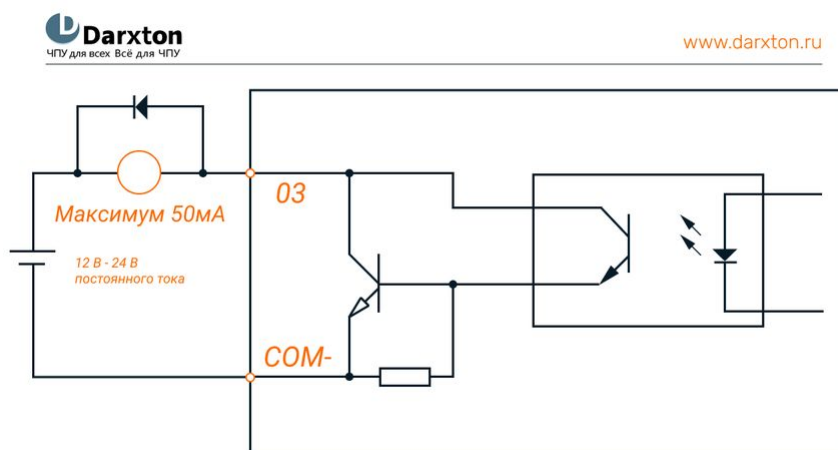 Darxton
ЧПУ для всех Всё для ЧПУ
www.darxton.ru
03
Максимум 50мА
12 В - 24 В
постоянного тока
COM-